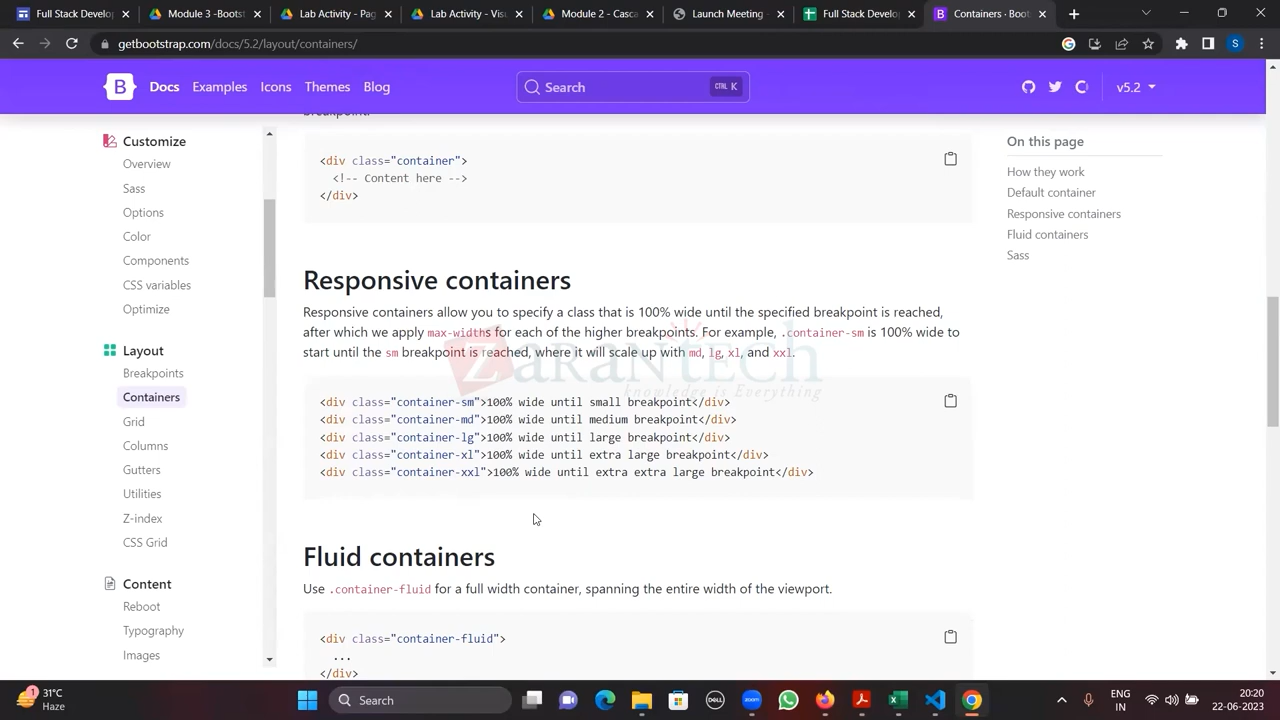 Full Stack Develop
Module 3 -Bootst
Lab Activity - Pag
Lab Activity – Visu
Module 2 - Casca
Launch Meeting -
Full Stack Develop
Containers · Boots
getbootstrap.com/docs/5.2/layout/containers/
S
B
Docs
Examples
Icons
Themes
Blog
Search
CTRL K
v5.2
Customize
Overview
Sass
Options
Color
Components
CSS variables
Optimize
Layout
Breakpoints
Containers
Grid
Columns
Gutters
Utilities
Z-index
CSS Grid
Content
Reboot
Typography
Images
breakpoint.
<div class="container">
<!-- Content here -->
</div>
Responsive containers
Responsive containers allow you to specify a class that is 100% wide until the specified breakpoint is reached,
after which we apply max-widths for each of the higher breakpoints. For example, .container-sm is 100% wide to
start until the sm breakpoint is reached, where it will scale up with md, lg, xl, and xxl.
ZARANTECH
knowledge is Everything
<div class="container-sm">100% wide until small breakpoint</div>
<div class="container-md">100% wide until medium breakpoint</div>
<div class="container-lg">100% wide until large breakpoint</div>
<div class="container-xl">100% wide until extra large breakpoint</div>
<div class="container-xxl">100% wide until extra extra large breakpoint</div>
Fluid containers
Use .container-fluid for a full width container, spanning the entire width of the viewport.
<div class="container-fluid">
...
</div>
On this page
How they work
Default container
Responsive containers
Fluid containers
Sass
1
31°C
Haze
Search
DELL
zoom
ENG
IN
20:20
22-06-2023